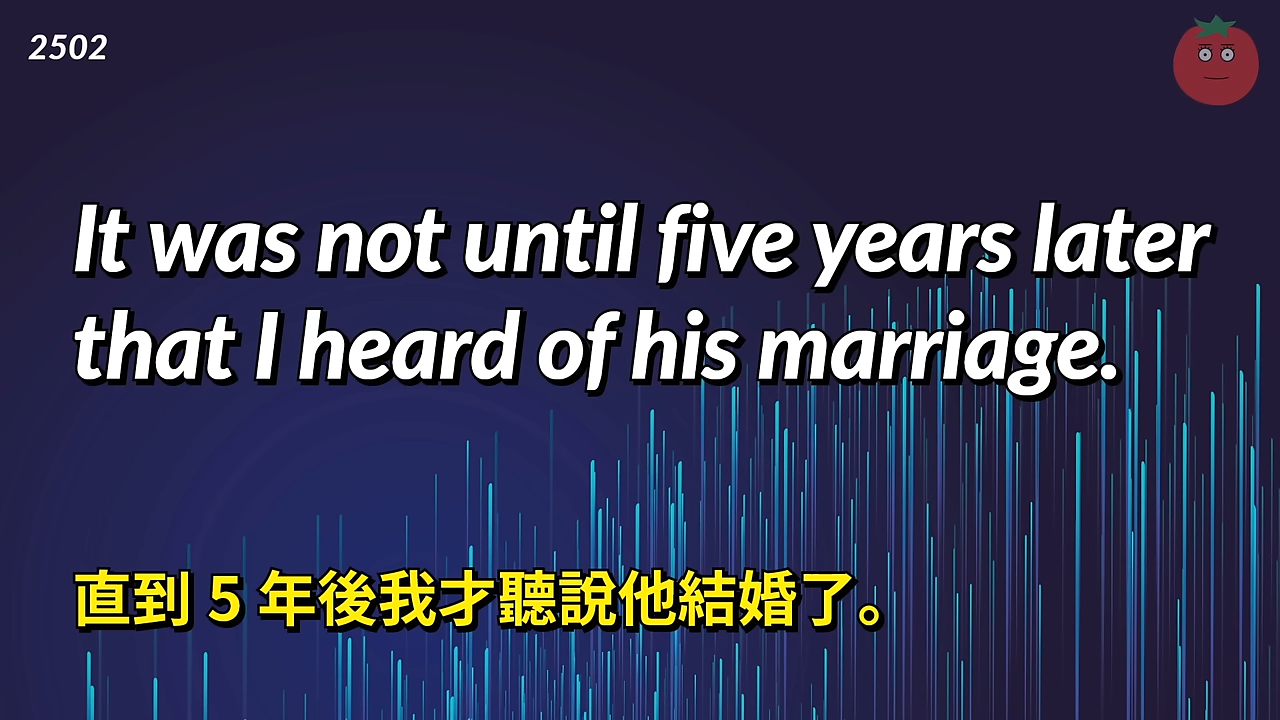 2502
It was not until five years later
that I heard of his marriage.
直到 5 年後我才聽說他結婚了。